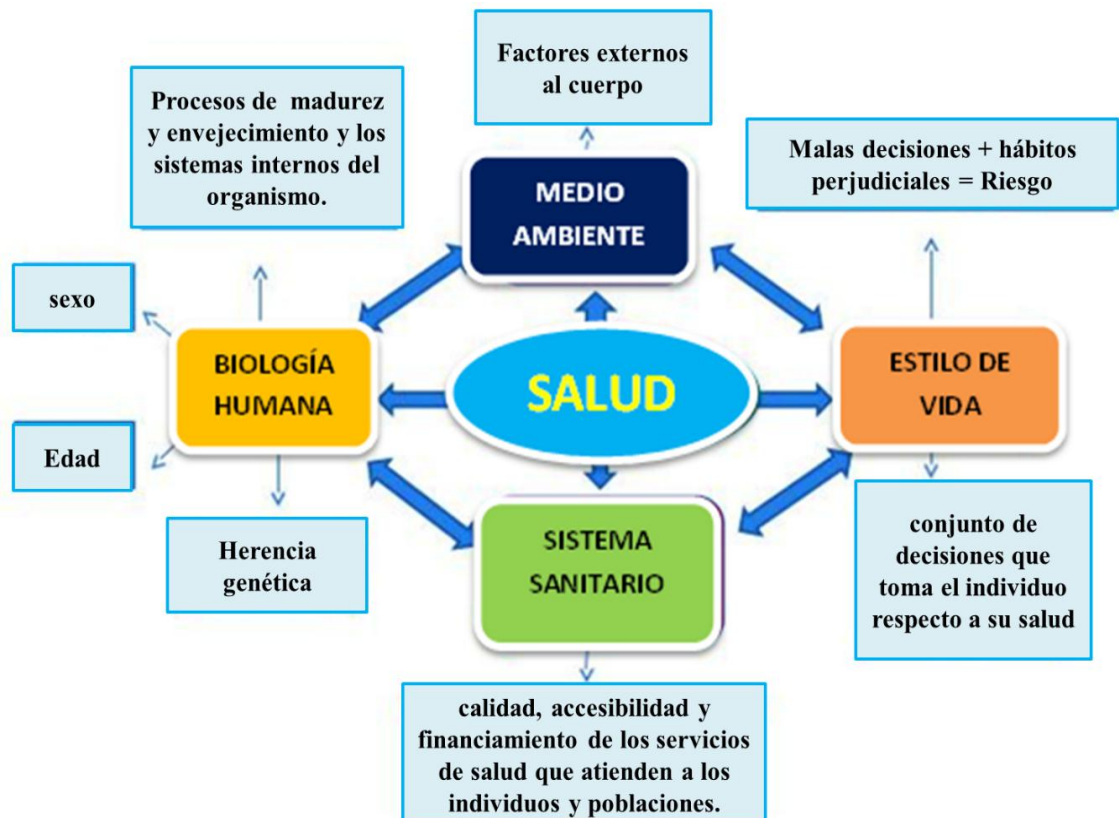 Factores externos
al cuerpo
Procesos de madurez
y envejecimiento y los
sistemas internos del
organismo.
Malas decisiones + hábitos
perjudiciales = Riesgo
MEDIO
AMBIENTE
sexo
BIOLOGÍA
HUMANA
SALUD
ESTILO DE
VIDA
Edad
Herencia
genética
SISTEMA
SANITARIO
conjunto de
decisiones que
toma el individuo
respecto a su salud
calidad, accesibilidad y
financiamiento de los servicios
de salud que atienden a los
individuos y poblaciones.